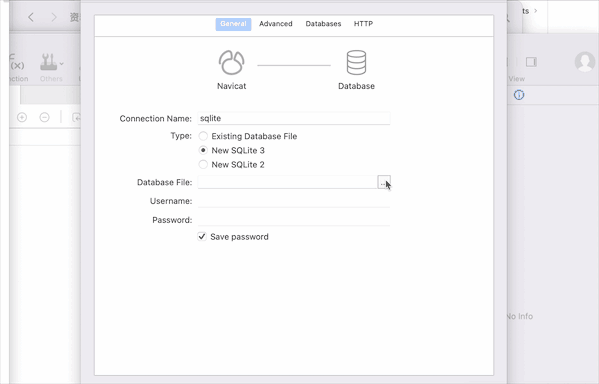 General Advanced Databases HTTP
资
ts
(x)
ction Others
View
Navicat Database
Connection Name: sqlite
Type: Existing Database File
New SQLite 3
New SQLite 2
Database File: ...
Username:
Password:
Save password
No Info